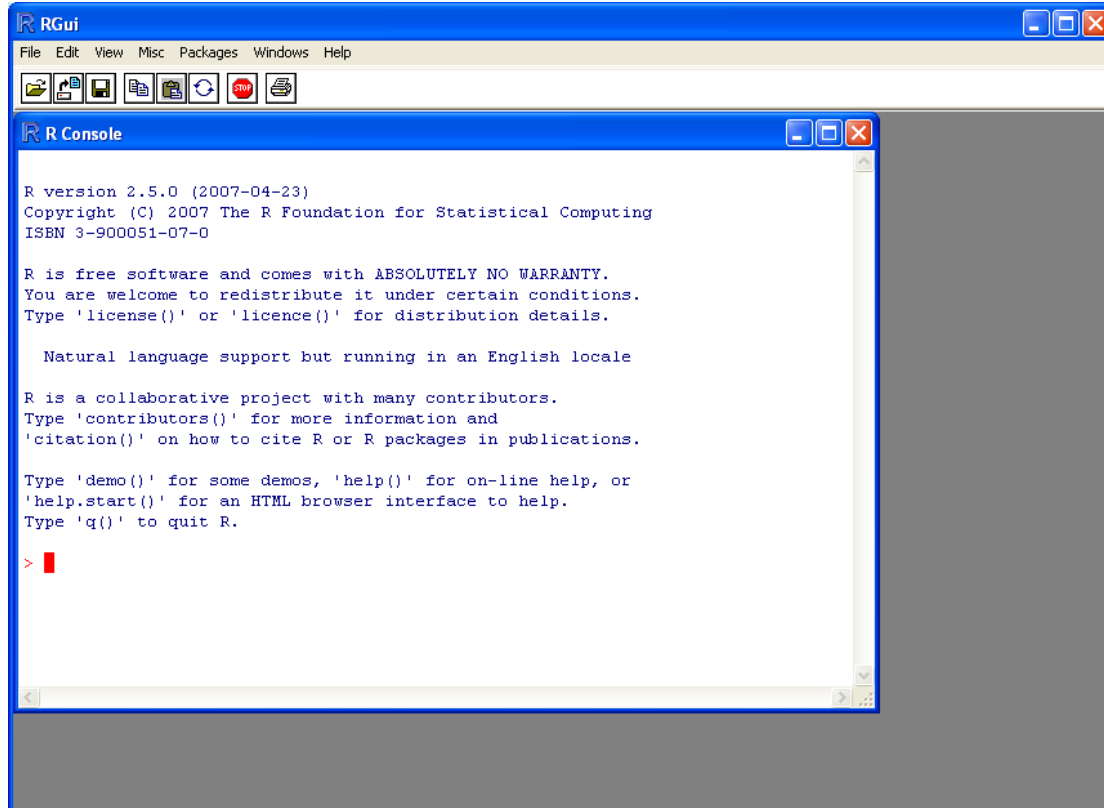 RGui
File Edit View Misc Packages Windows Help
STOP
R Console
R version 2.5.0 (2007-04-23)
Copyright (C) 2007 The R Foundation for Statistical Computing
ISBN 3-900051-07-0
R is free software and comes with ABSOLUTELY NO WARRANTY.
You are welcome to redistribute it under certain conditions.
Type 'license()' or 'licence()' for distribution details.
Natural language support but running in an English locale
R is a collaborative project with many contributors.
Type 'contributors()' for more information and
'citation()' on how to cite R or R packages in publications.
Type 'demo()' for some demos, 'help()' for on-line help, or
'help.start()' for an HTML browser interface to help.
Type 'q()' to quit R.
>